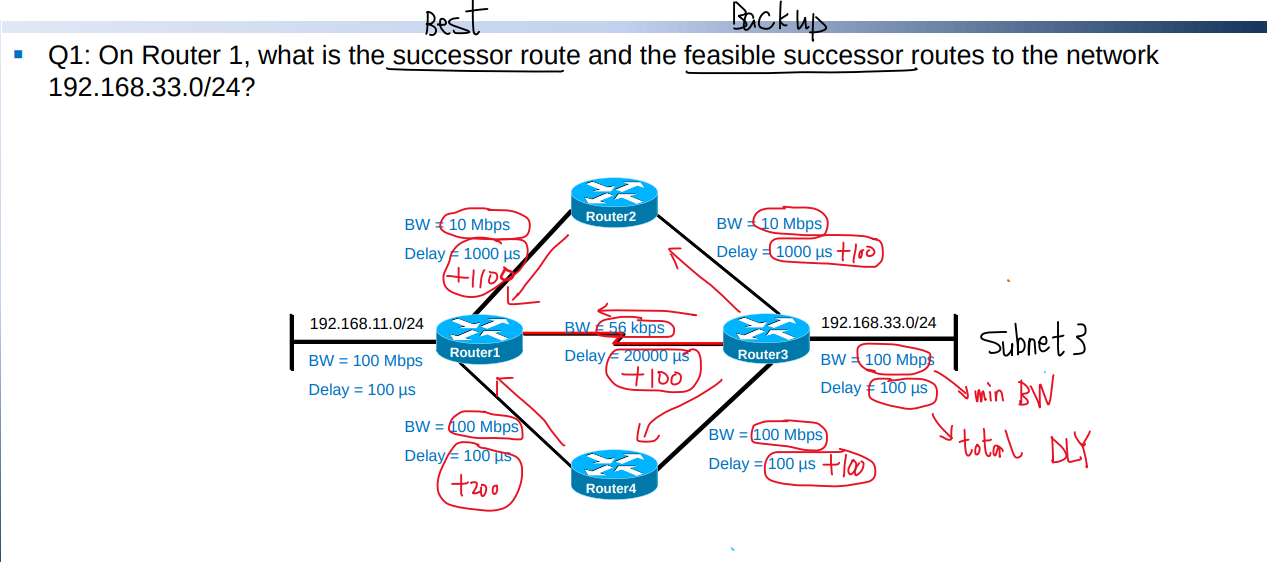 Best Backup
Q1: On Router 1, what is the successor route and the feasible successor routes to the network
192.168.33.0/24?
Router2
BW = 10 Mbps
Delay = 1000 µs
+1100
BW = 10 Mbps
Delay = 1000 µs +100
192.168.11.0/24
BW = 100 Mbps
Delay = 100 µs
Router1
BW = 56 kbps
Delay = 20000 µs
+100
Router3
192.168.33.0/24
BW = 100 Mbps
Delay = 100 µs
Subnet 3
min BW
total DLY
BW = 100 Mbps
Delay = 100 µs
+200
BW = 100 Mbps
Delay = 100 µs +100
Router4